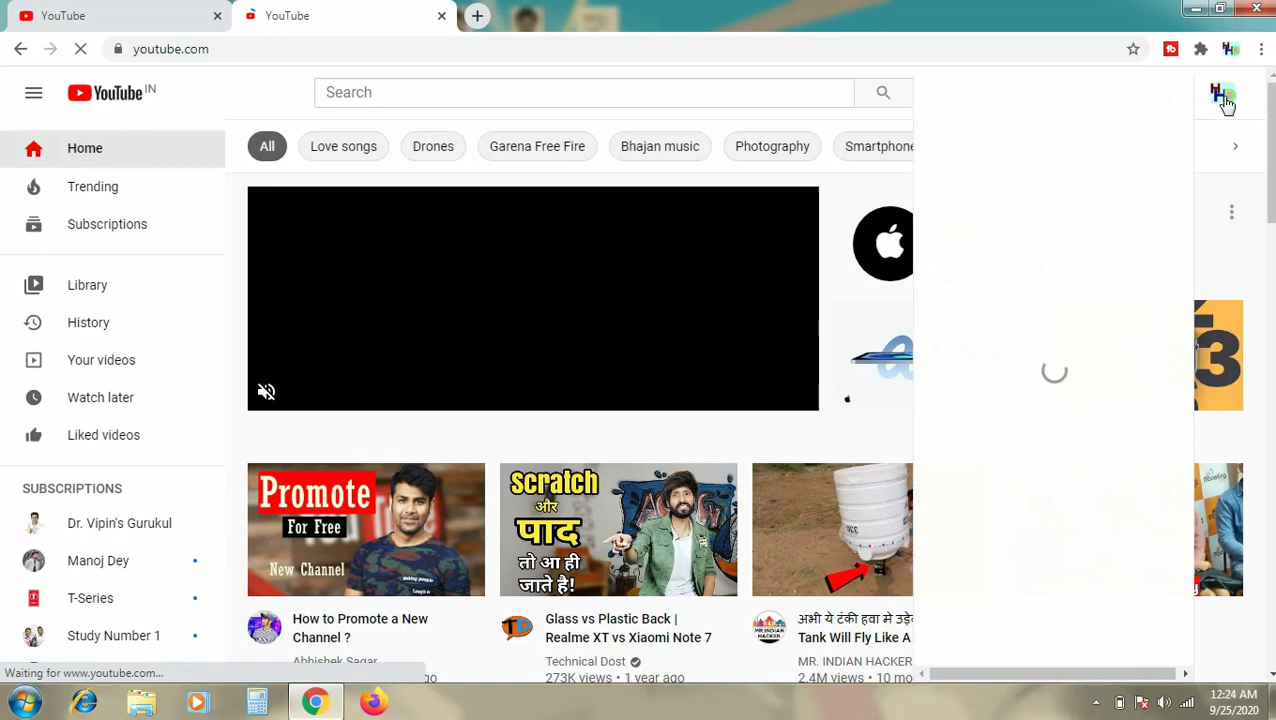 YouTube
YouTube
youtube.com
YouTube IN
Search
Home
Trending
Subscriptions
Library
History
Your videos
Watch later
Liked videos
SUBSCRIPTIONS
Dr. Vipin's Gurukul
Manoj Dey
T-Series
Study Number 1
All
Love songs
Drones
Garena Free Fire
Bhajan music
Photography
Smartphone
Promote
For Free
New Channel
How to Promote a New
Channel ?
Abhishek Sagar
Scratch
और
पाद
तो आ ही
जाते है!
Glass vs Plastic Back |
Realme XT vs Xiaomi Note 7
Technical Dost
273K views • 1 year ago
अभी ये टंकी हवा मे उड़ेग
Tank Will Fly Like A
MR. INDIAN HACKER
2.4M views • 10 mo
Waiting for www.youtube.com...
12:24 AM
9/25/2020